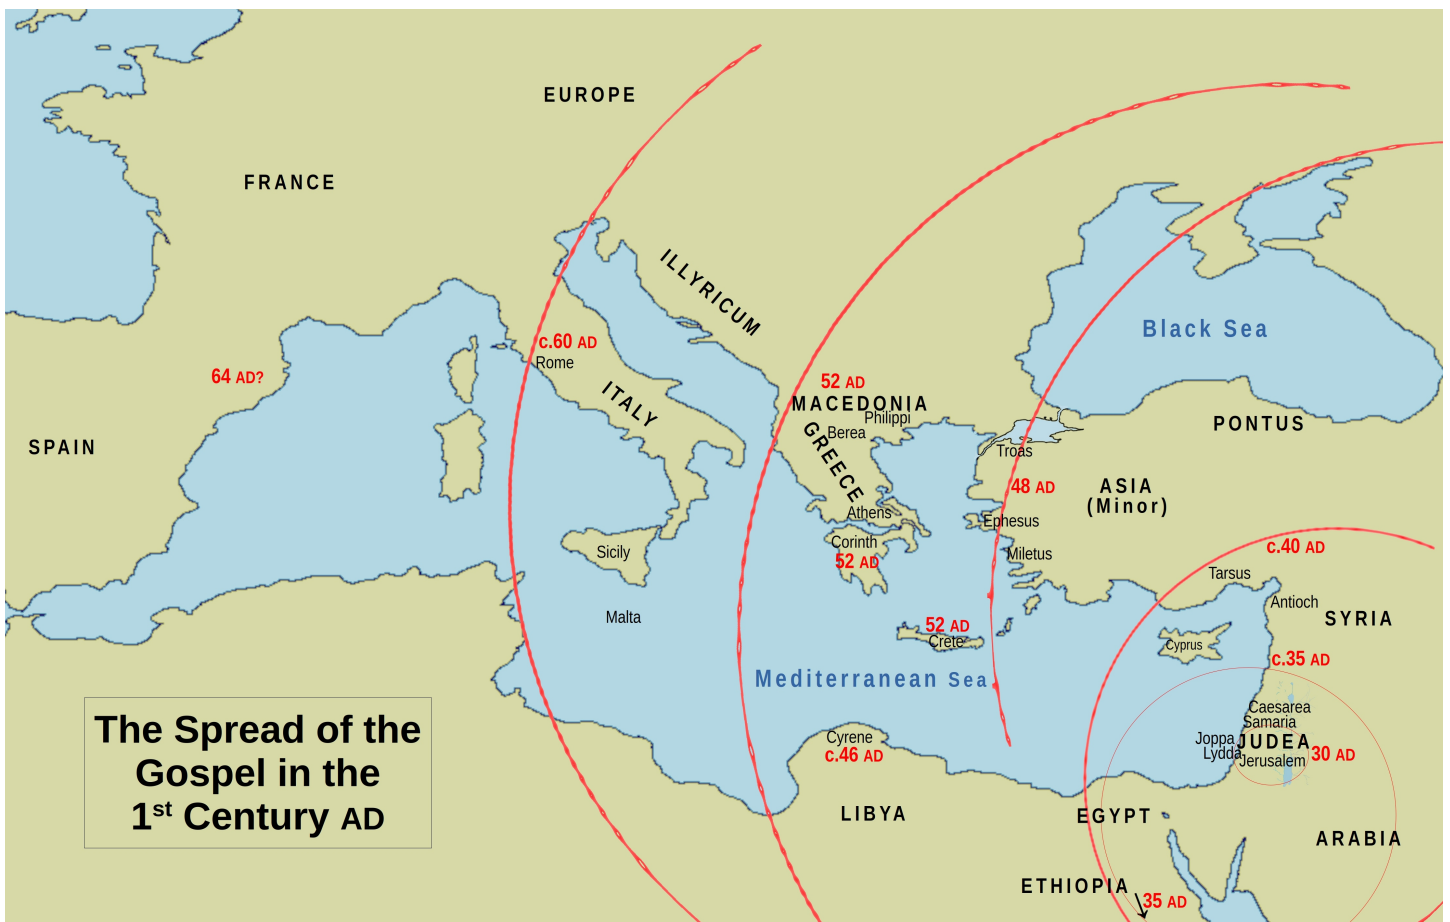 EUROPE
FRANCE
ILLYRICUM
Black Sea
c.60 AD
Rome
64 AD?
ITALY
52 AD
MACEDONIA
Philippi
Berea
GREECE
PONTUS
SPAIN
Troas
48 AD
ASIA
(Minor)
Athens
Ephesus
Corinth
52 AD
Miletus
c.40 AD
Sicily
Tarsus
Antioch
Malta
SYRIA
52 AD
Crete
Cyprus
c.35 AD
Mediterranean Sea
Caesarea
Samaria
Joppa
JUDEA
Lydda
Jerusalem
30 AD
Cyrene
c.46 AD
The Spread of the
Gospel in the
1st Century AD
LIBYA
EGYPT
ARABIA
ETHIOPIA
35 AD